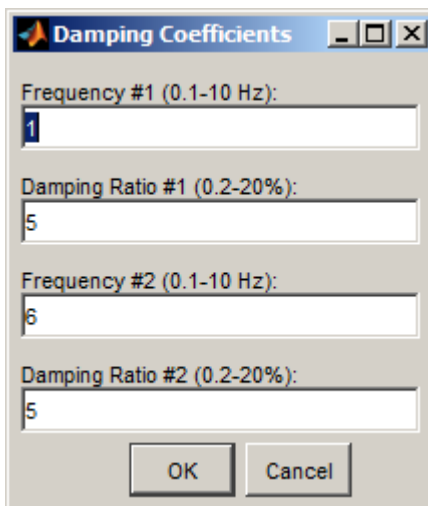 Damping Coefficients
Frequency #1 (0.1-10 Hz):
1
Damping Ratio #1 (0.2-20%):
5
Frequency #2 (0.1-10 Hz):
6
Damping Ratio #2 (0.2-20%):
5
OK Cancel